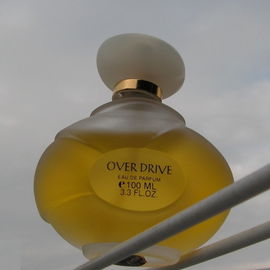 OVER DRIVE
EAU DE PARFUM
℮ 100 ML
3.3 FL.OZ.